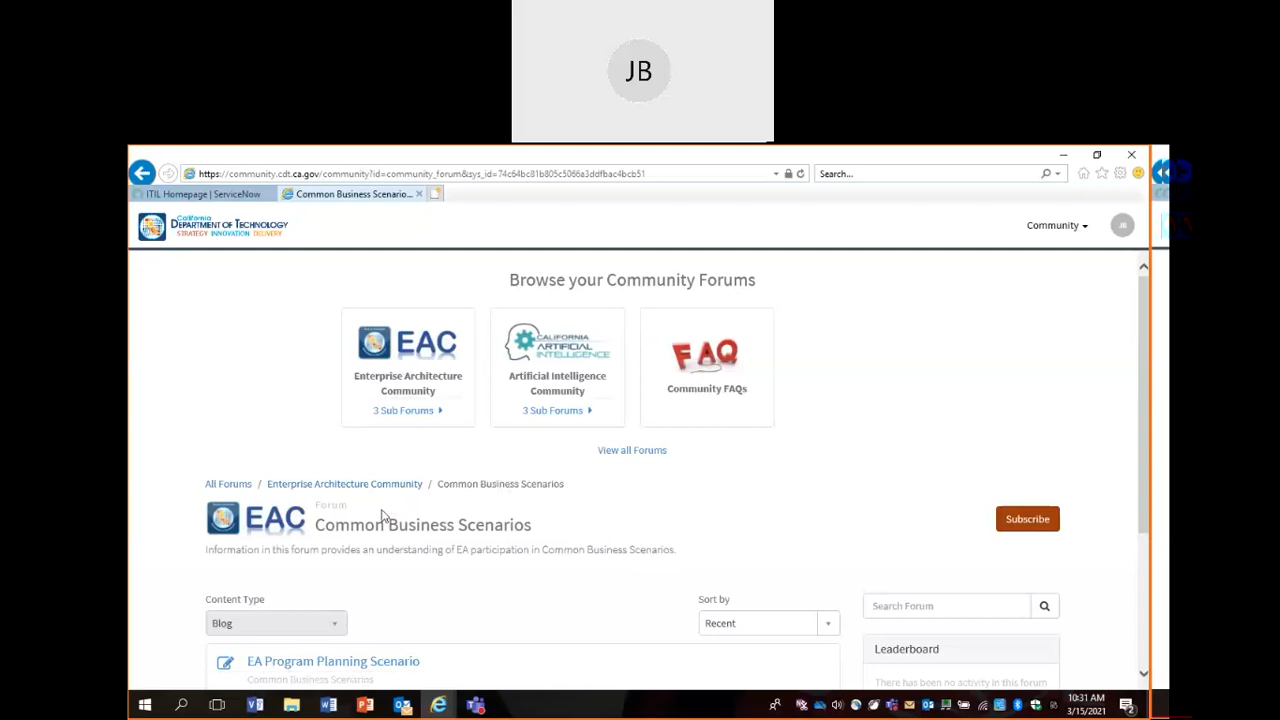 JB
https://community.cdt.ca.gov/community?id=community_forum&sys_id=74c64bc81b805c5066a3ddfbac4bcb51
Search...
ITIL Homepage | ServiceNow
Common Business Scenario...
California
DEPARTMENT OF TECHNOLOGY
STRATEGY INNOVATION DELIVERY
Community
JB
Browse your Community Forums
EAC
CALIFORNIA
ARTIFICIAL
INTELLIGENCE
FAQ
Enterprise Architecture
Community
Artificial Intelligence
Community
Community FAQs
3 Sub Forums
3 Sub Forums
View all Forums
All Forums / Enterprise Architecture Community / Common Business Scenarios
EAC
Forum
Common Business Scenarios
Subscribe
Information in this forum provides an understanding of EA participation in Common Business Scenarios.
Content Type
Sort by
Blog
Recent
Search Forum
EA Program Planning Scenario
Common Business Scenarios
Leaderboard
There has been no activity in this forum
10:31 AM
3/15/2021
2